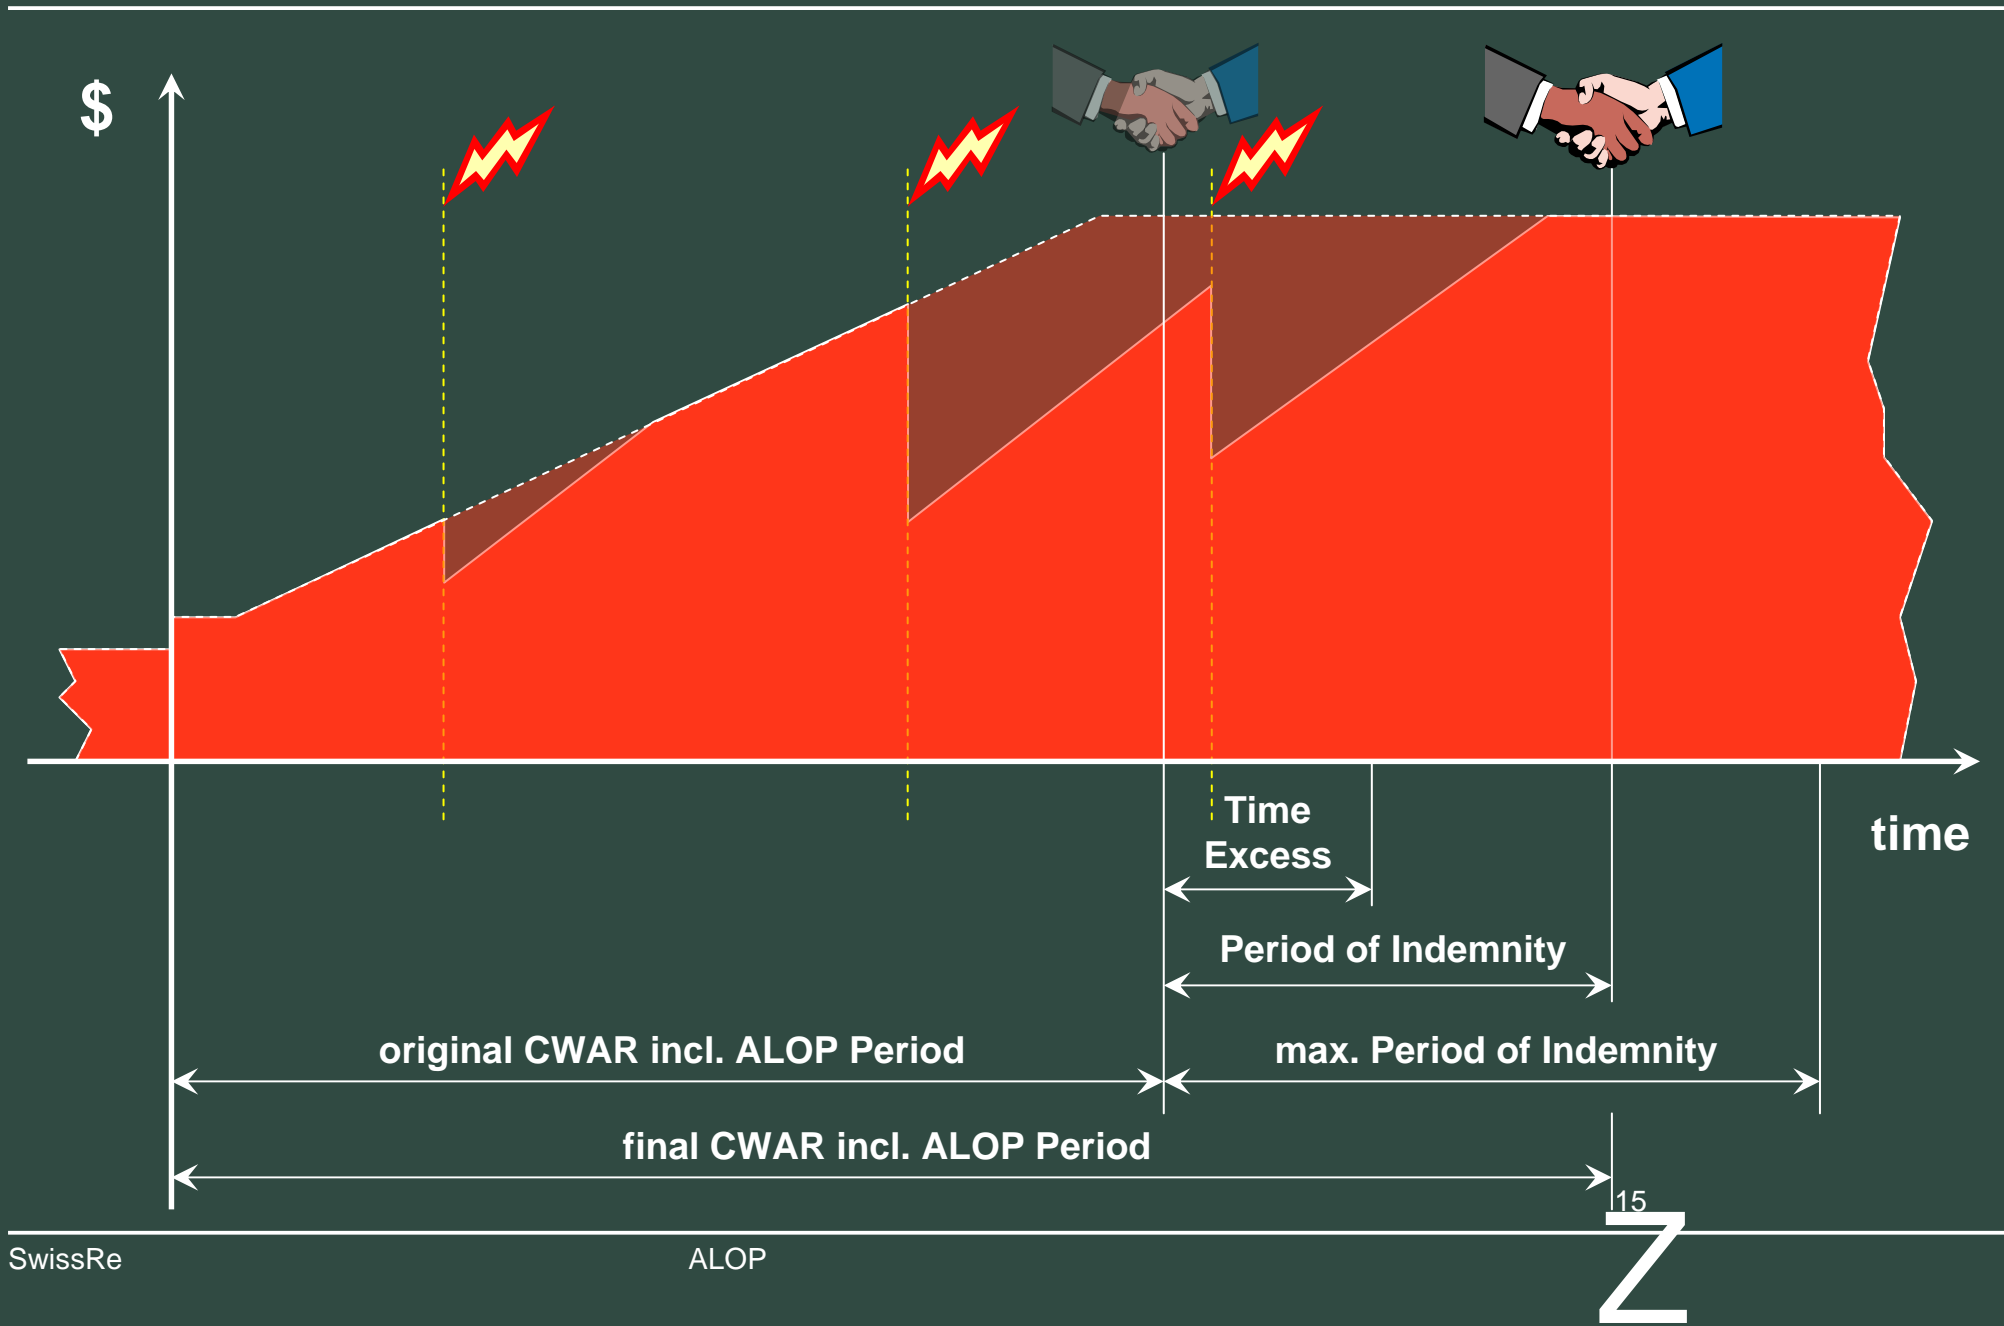 $
time
Time
Excess
Period of Indemnity
original CWAR incl. ALOP Period
max. Period of Indemnity
final CWAR incl. ALOP Period
15
Z
SwissRe
ALOP